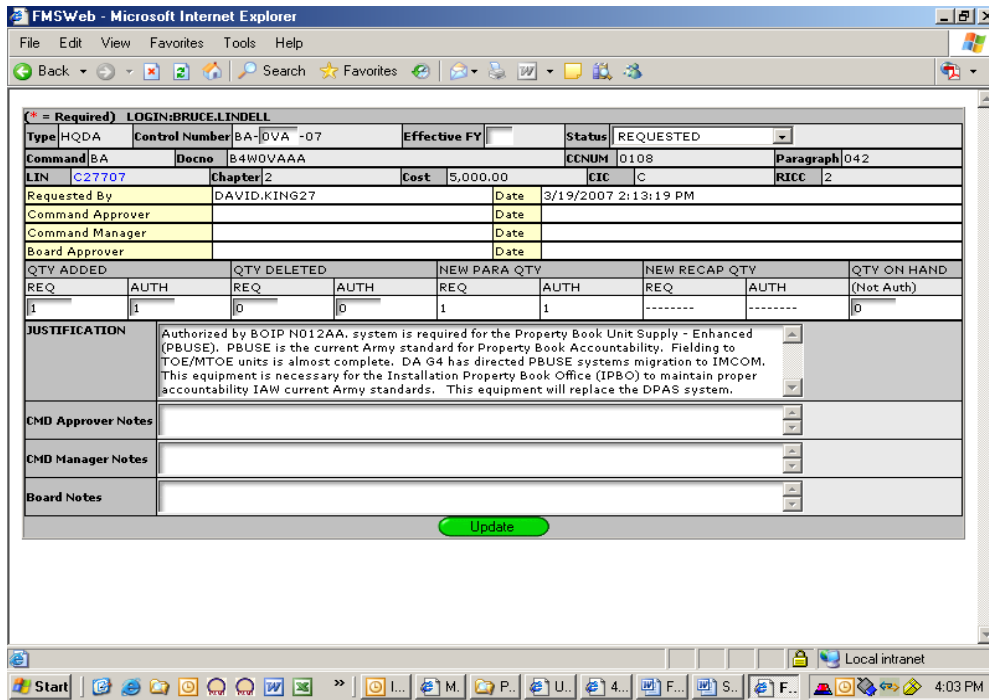 FMSWeb - Microsoft Internet Explorer
File Edit View Favorites Tools Help
Back Search Favorites
(* = Required) LOGIN:BRUCE.LINDELL
Type HQDA Control Number BA- 0VA -07 Effective FY Status REQUESTED
Command BA Docno B4W0VAAA CCNUM 0108 Paragraph 042
LIN C27707 Chapter 2 Cost 5,000.00 CIC C RICC 2
Requested By DAVID.KING27 Date 3/19/2007 2:13:19 PM
Command Approver Date
Command Manager Date
Board Approver Date
QTY ADDED QTY DELETED NEW PARA QTY NEW RECAP QTY QTY ON HAND
REQ AUTH REQ AUTH REQ AUTH REQ AUTH (Not Auth)
1 1 0 0 1 1 -------- -------- 0
JUSTIFICATION
Authorized by BOIP N012AA. system is required for the Property Book Unit Supply - Enhanced
(PBUSE). PBUSE is the current Army standard for Property Book Accountability. Fielding to
TOE/MTOE units is almost complete. DA G4 has directed PBUSE systems migration to IMCOM.
This equipment is necessary for the Installation Property Book Office (IPBO) to maintain proper
accountability IAW current Army standards. This equipment will replace the DPAS system.
CMD Approver Notes
CMD Manager Notes
Board Notes
Update
Local intranet
Start » I... M. P.. U.. 4... F... S.. F.. 4:03 PM